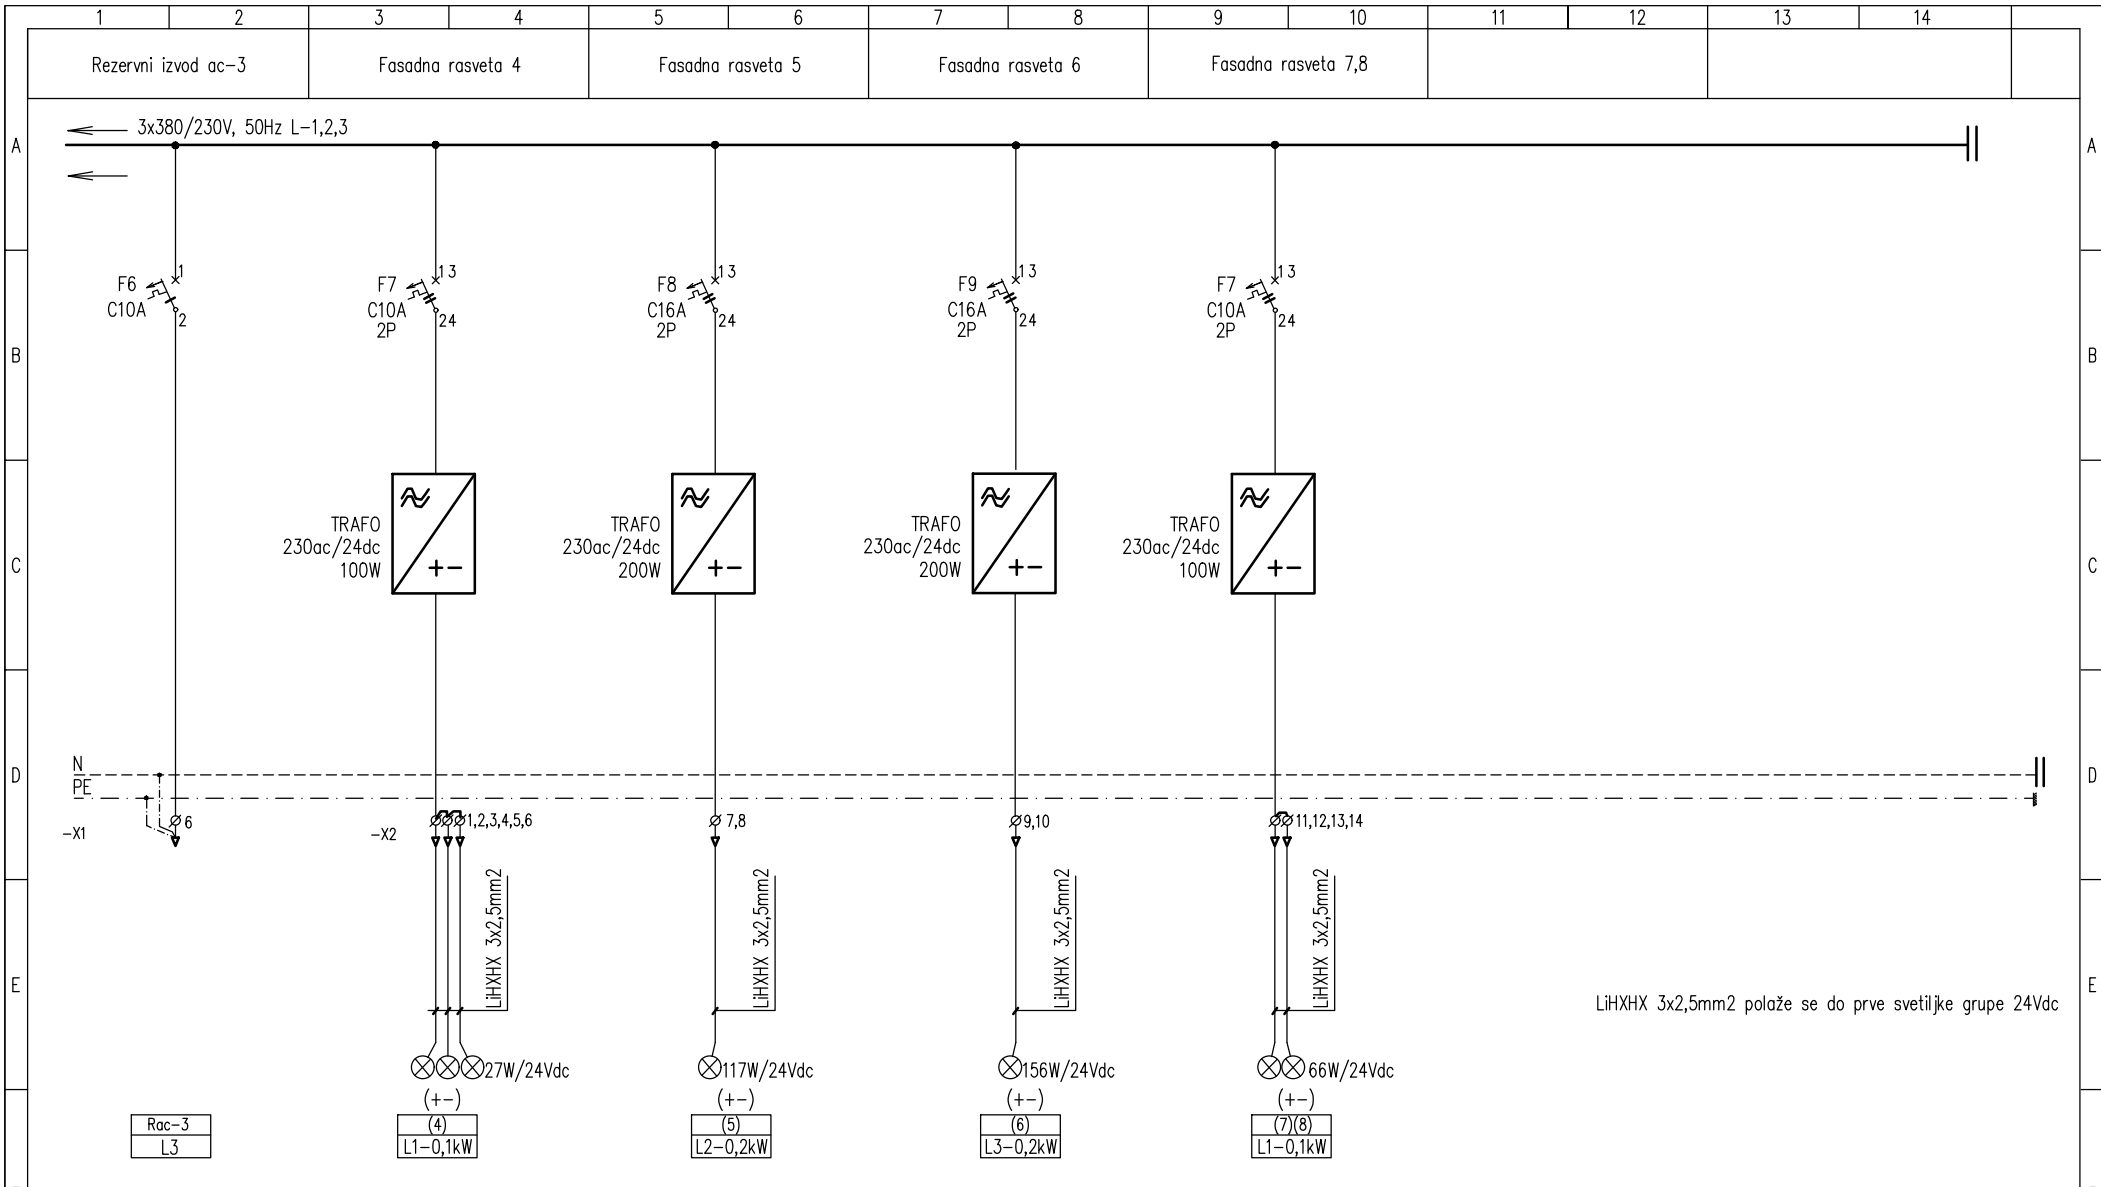 1 2 3 4 5 6 7 8 9 10 11 12 13 14
Rezervni izvod ac-3
Fasadna rasveta 4
Fasadna rasveta 5
Fasadna rasveta 6
Fasadna rasveta 7,8
3x380/230V, 50Hz L-1,2,3
A
A
F6
C10A
1
2
F7
C10A
2P
13
24
F8
C16A
2P
13
24
F9
C16A
2P
13
24
F7
C10A
2P
13
24
B
B
TRAFO
230ac/24dc
100W
+-
TRAFO
230ac/24dc
200W
+-
TRAFO
230ac/24dc
200W
+-
TRAFO
230ac/24dc
100W
+-
C
C
N
PE
D
D
-X1
6
-X2
1,2,3,4,5,6
7,8
9,10
11,12,13,14
LiHXHX 3x2,5mm2
LiHXHX 3x2,5mm2
LiHXHX 3x2,5mm2
LiHXHX 3x2,5mm2
E
E
LiHXHX 3x2,5mm2 polaže se do prve svetiljke grupe 24Vdc
27W/24Vdc
117W/24Vdc
156W/24Vdc
66W/24Vdc
(+-)
(+-)
(+-)
(+-)
Rac-3
L3
(4)
L1-0,1kW
(5)
L2-0,2kW
(6)
L3-0,2kW
(7)(8)
L1-0,1kW